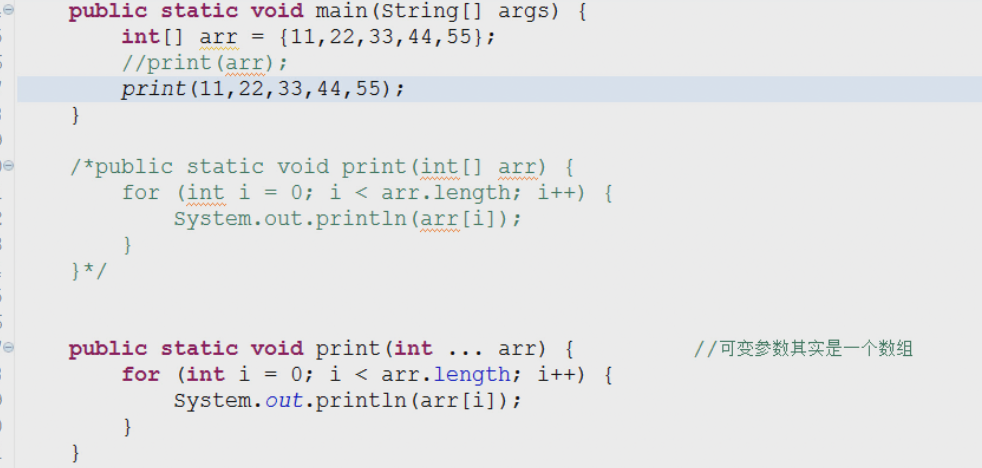 public static void main(String[] args) {
int[] arr = {11,22,33,44,55};
//print(arr);
print(11,22,33,44,55);
}
/*public static void print(int[] arr) {
for (int i = 0; i < arr.length; i++) {
System.out.println(arr[i]);
}
}*/
public static void print(int ... arr) { //可变参数其实是一个数组
for (int i = 0; i < arr.length; i++) {
System.out.println(arr[i]);
}
}